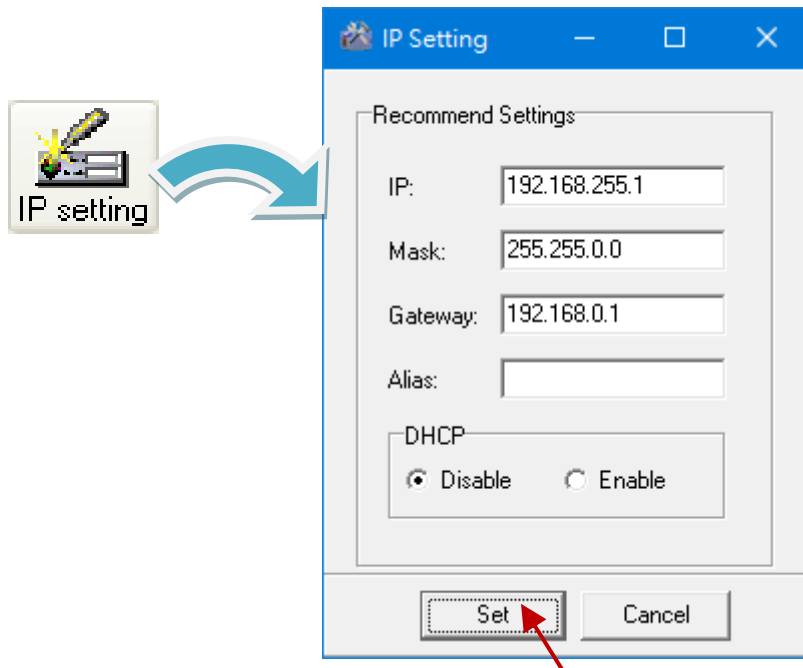 IP setting
IP Setting
Recommend Settings
IP: 192.168.255.1
Mask: 255.255.0.0
Gateway: 192.168.0.1
Alias:
DHCP
Disable Enable
Set Cancel